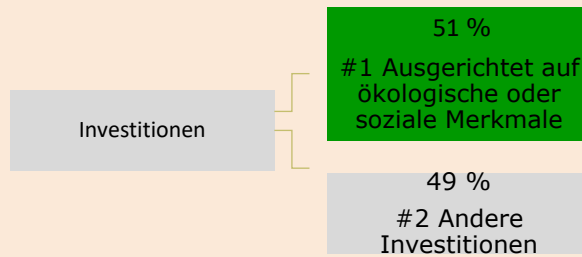 Investitionen
51 %
#1 Ausgerichtet auf
ökologische oder
soziale Merkmale
49 %
#2 Andere
Investitionen